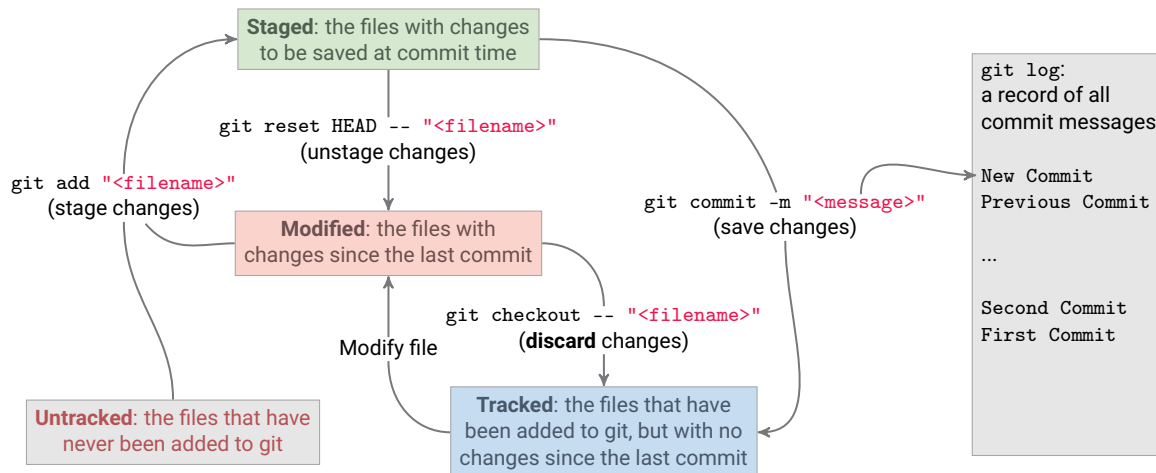 Staged: the files with changes
to be saved at commit time
git log:
a record of all
commit messages
git reset HEAD -- "<filename>"
(unstage changes)
git add "<filename>"
(stage changes)
New Commit
Previous Commit
git commit -m "<message>"
(save changes)
Modified: the files with
changes since the last commit
...
git checkout -- "<filename>"
(discard changes)
Second Commit
First Commit
Modify file
Untracked: the files that have
never been added to git
Tracked: the files that have
been added to git, but with no
changes since the last commit